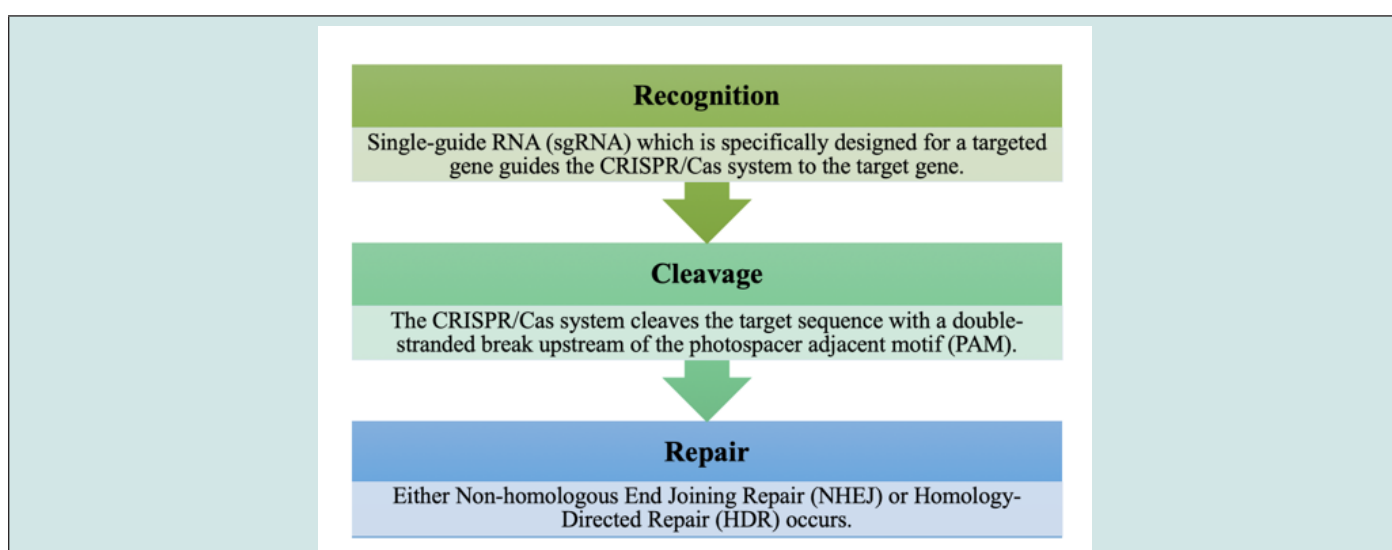 Recognition
Single-guide RNA (sgRNA) which is specifically designed for a targeted
gene guides the CRISPR/Cas system to the target gene.
Cleavage
The CRISPR/Cas system cleaves the target sequence with a double-
stranded break upstream of the photospacer adjacent motif (PAM).
Repair
Either Non-homologous End Joining Repair (NHEJ) or Homology-
Directed Repair (HDR) occurs.